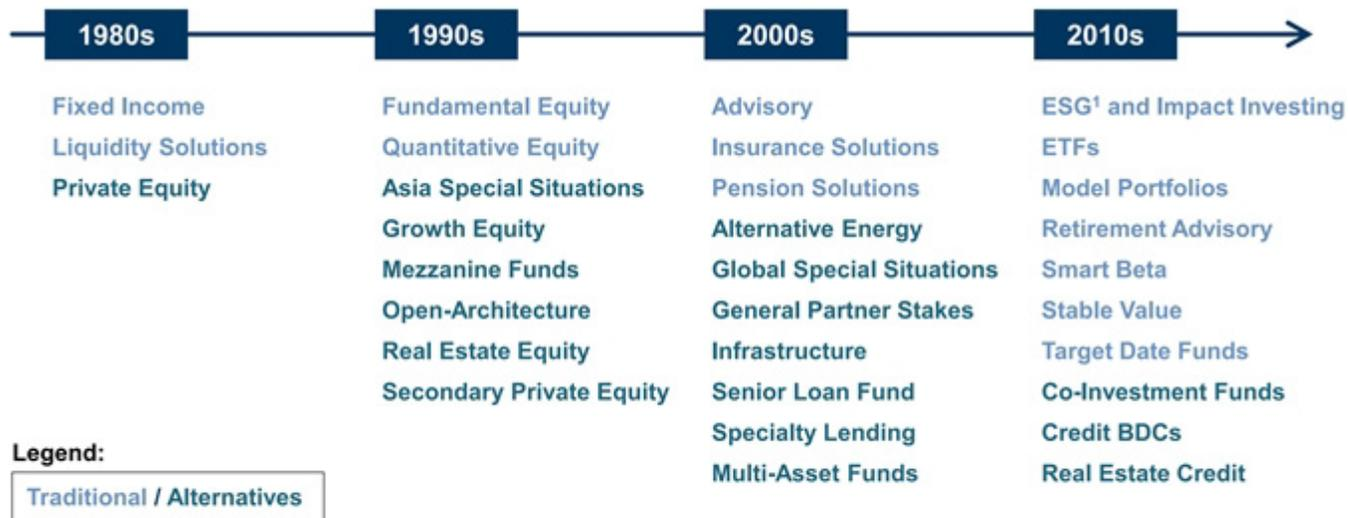 1980s
Fixed Income
Liquidity Solutions
Private Equity
1990s
Fundamental Equity
Quantitative Equity
Asia Special Situations
Growth Equity
Mezzanine Funds
Open-Architecture
Real Estate Equity
Secondary Private Equity
2000s
Advisory
Insurance Solutions
Pension Solutions
Alternative Energy
Global Special Situations
General Partner Stakes
Infrastructure
Senior Loan Fund
Specialty Lending
Multi-Asset Funds
2010s
ESG¹ and Impact Investing
ETFs
Model Portfolios
Retirement Advisory
Smart Beta
Stable Value
Target Date Funds
Co-Investment Funds
Credit BDCs
Real Estate Credit
Legend:
Traditional / Alternatives